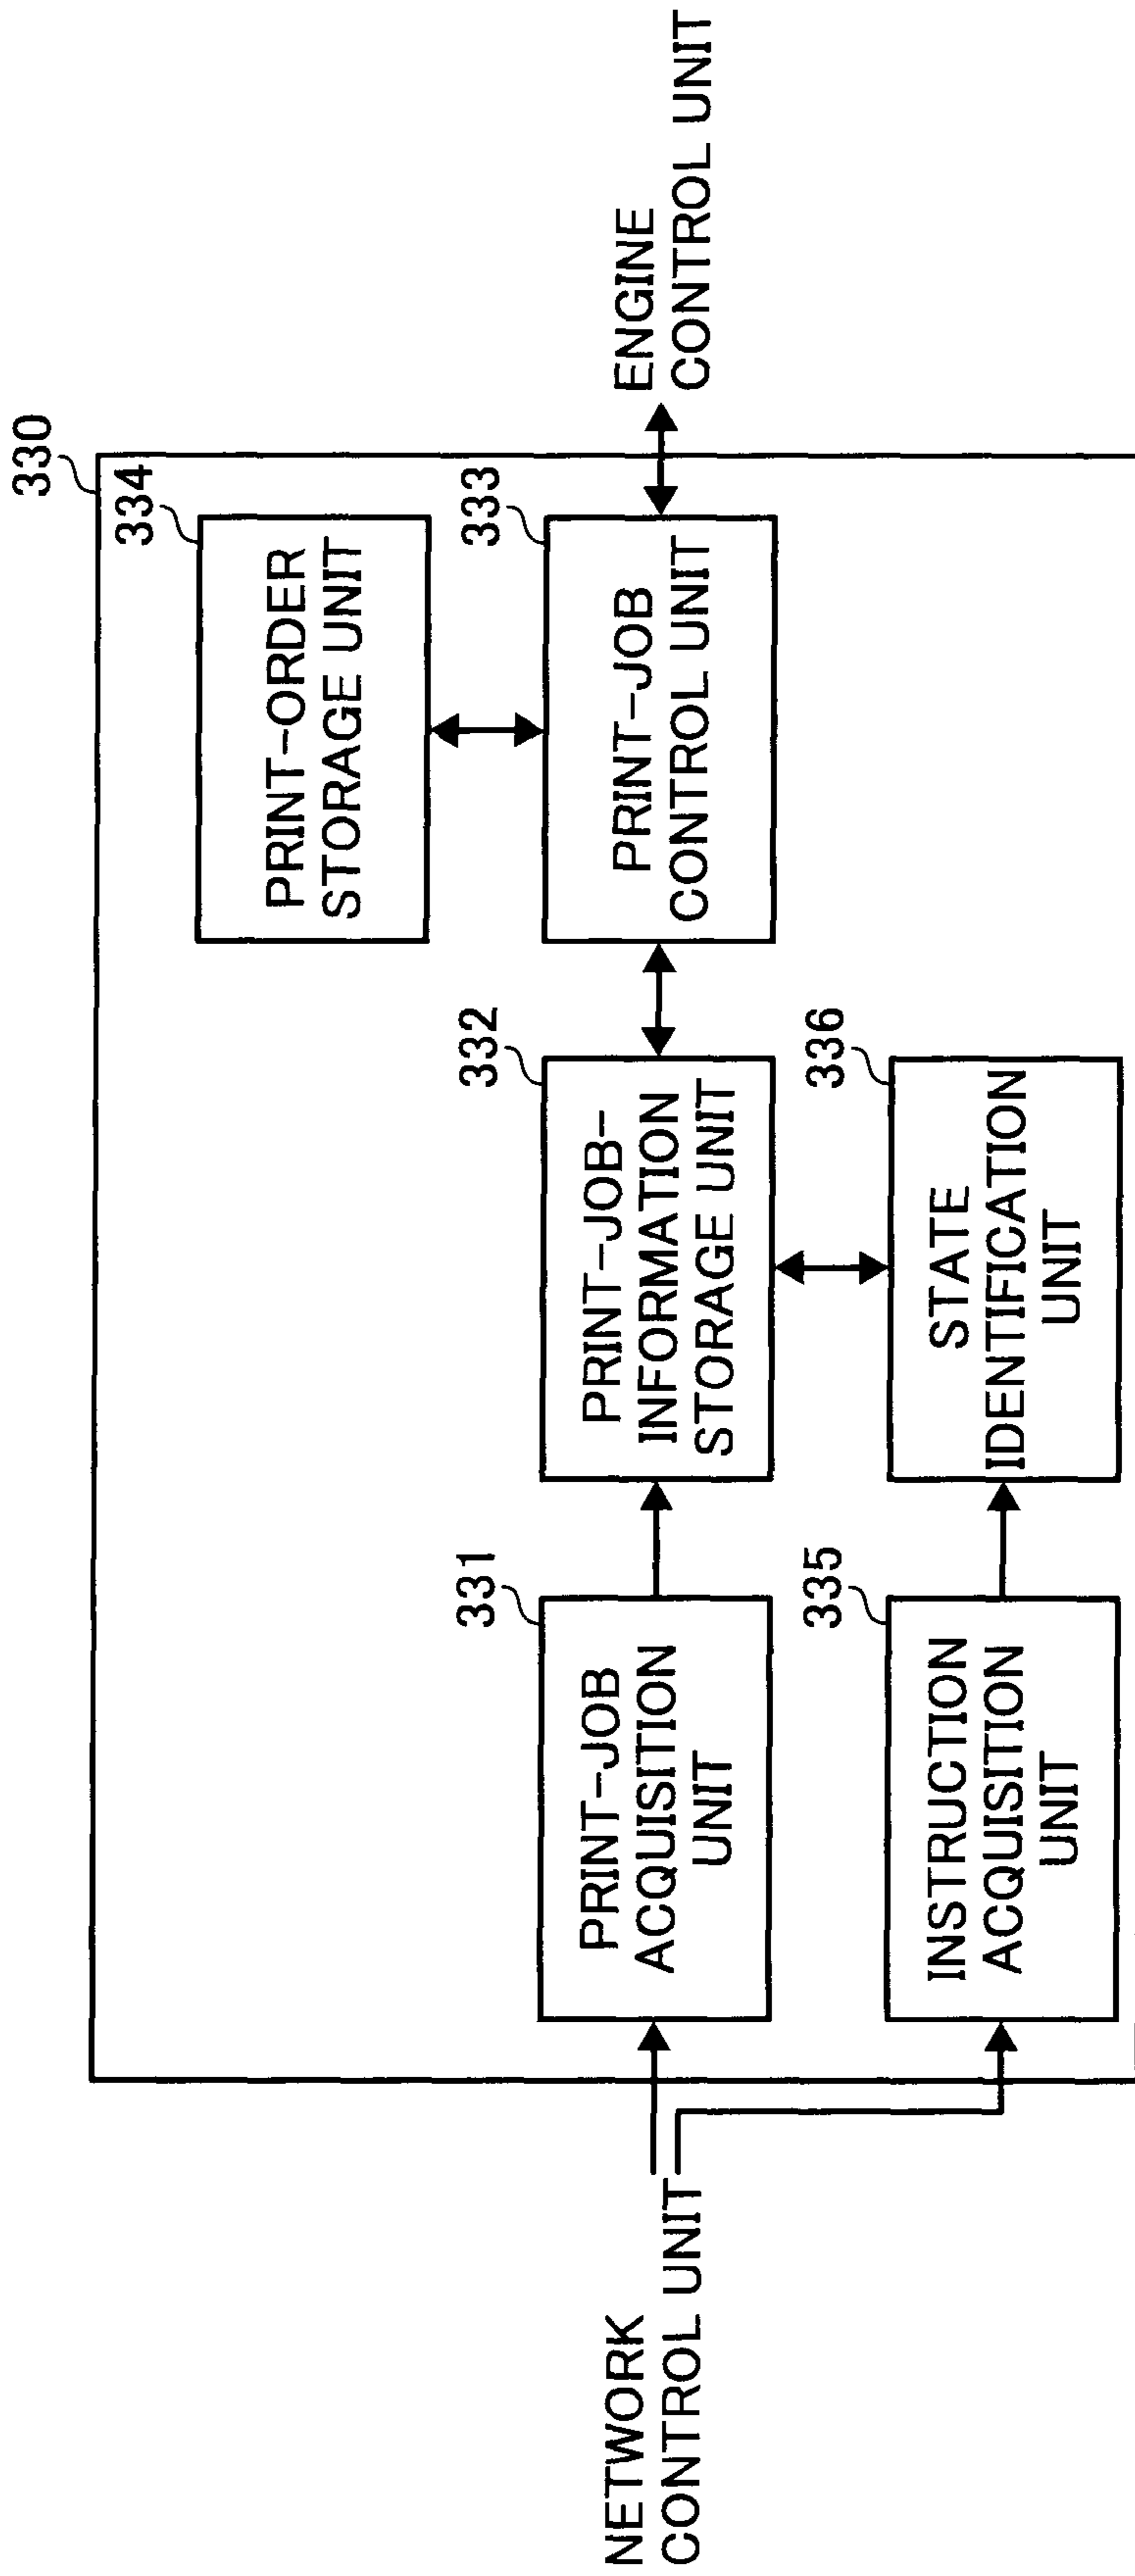 330
334
PRINT-ORDER
STORAGE UNIT
332
333
PRINT-JOB-
INFORMATION
STORAGE UNIT
PRINT-JOB
CONTROL UNIT
ENGINE
CONTROL UNIT
331
PRINT-JOB
ACQUISITION
UNIT
NETWORK
CONTROL UNIT
335
INSTRUCTION
ACQUISITION
UNIT
336
STATE
IDENTIFICATION
UNIT